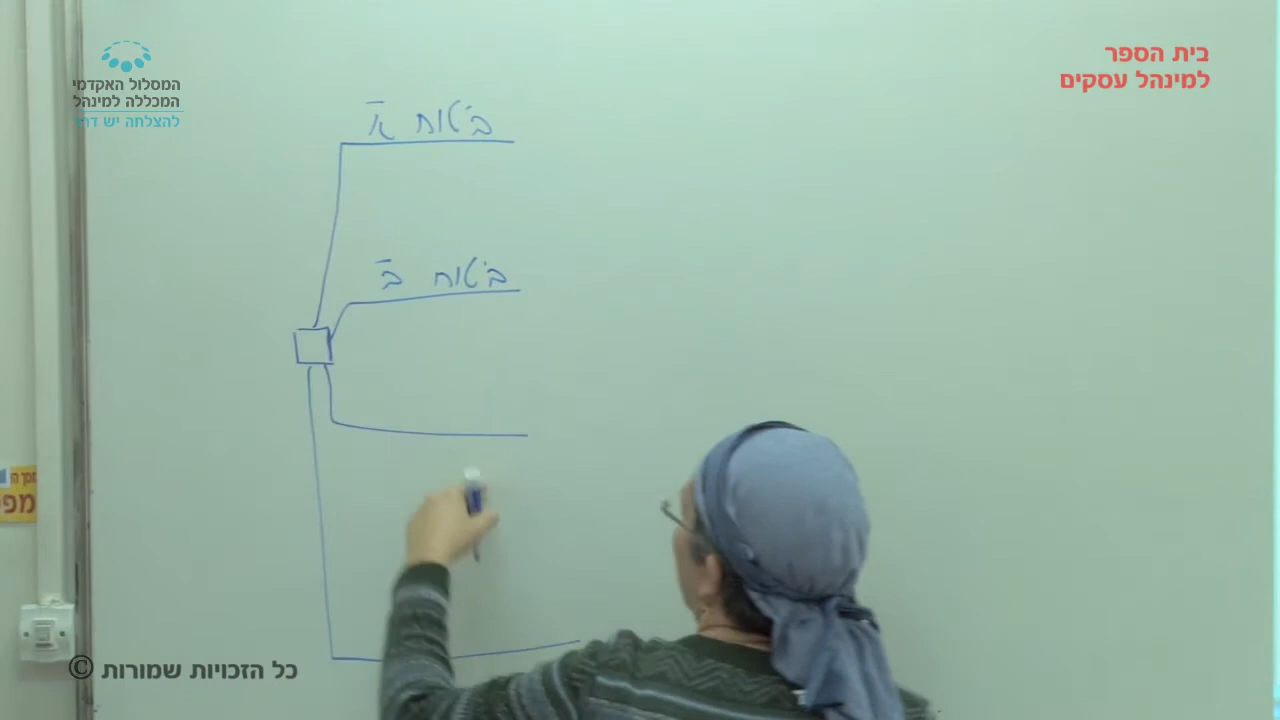 בית הספר
למינהל עסקים
המסלול האקדמי
המכללה למינהל
להצלחה יש דרך
ביטוח א
ביטוח ב
כל הזכויות שמורות ©